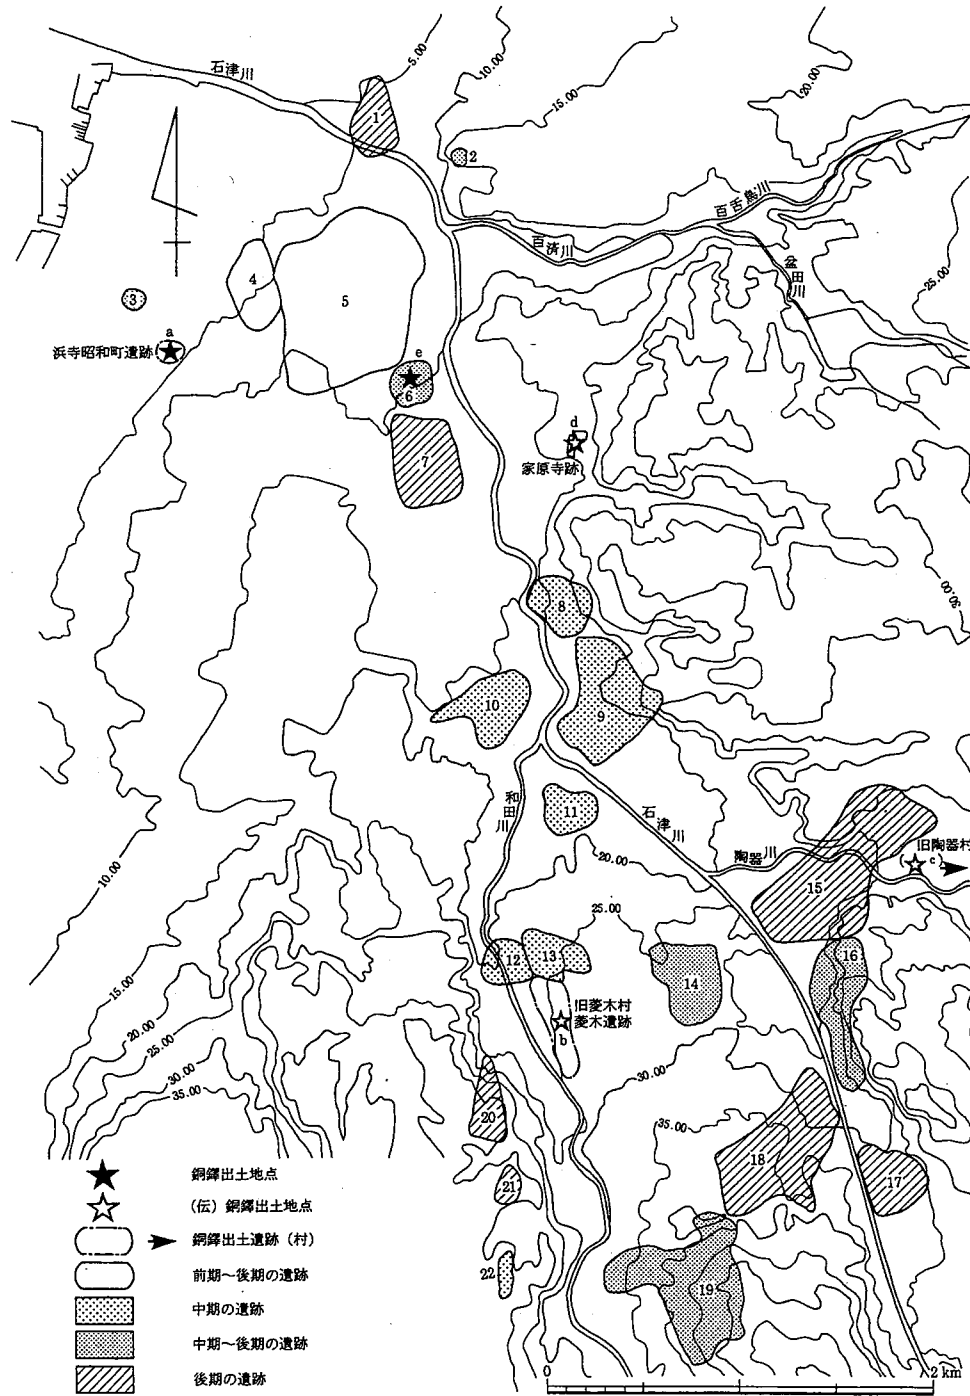 石津川
5.00
10.00
15.00
20.00
1
2
百舌鳥川
百済川
盆田川
25.00
4
5
3
a
浜寺昭和町遺跡
e
6
7
d
家原寺跡
30.00
8
10
9
和田川
11
石津川
陶器川
旧陶器村
(c)
10.00
20.00
15
25.00
12
13
14
16
旧菱木村
菱木遺跡
b
15.00
20.00
25.00
30.00
35.00
30.00
35.00
20
18
17
21
22
19
銅鐸出土地点
(伝)銅鐸出土地点
銅鐸出土遺跡(村)
前期〜後期の遺跡
中期の遺跡
中期〜後期の遺跡
後期の遺跡
0
2 km